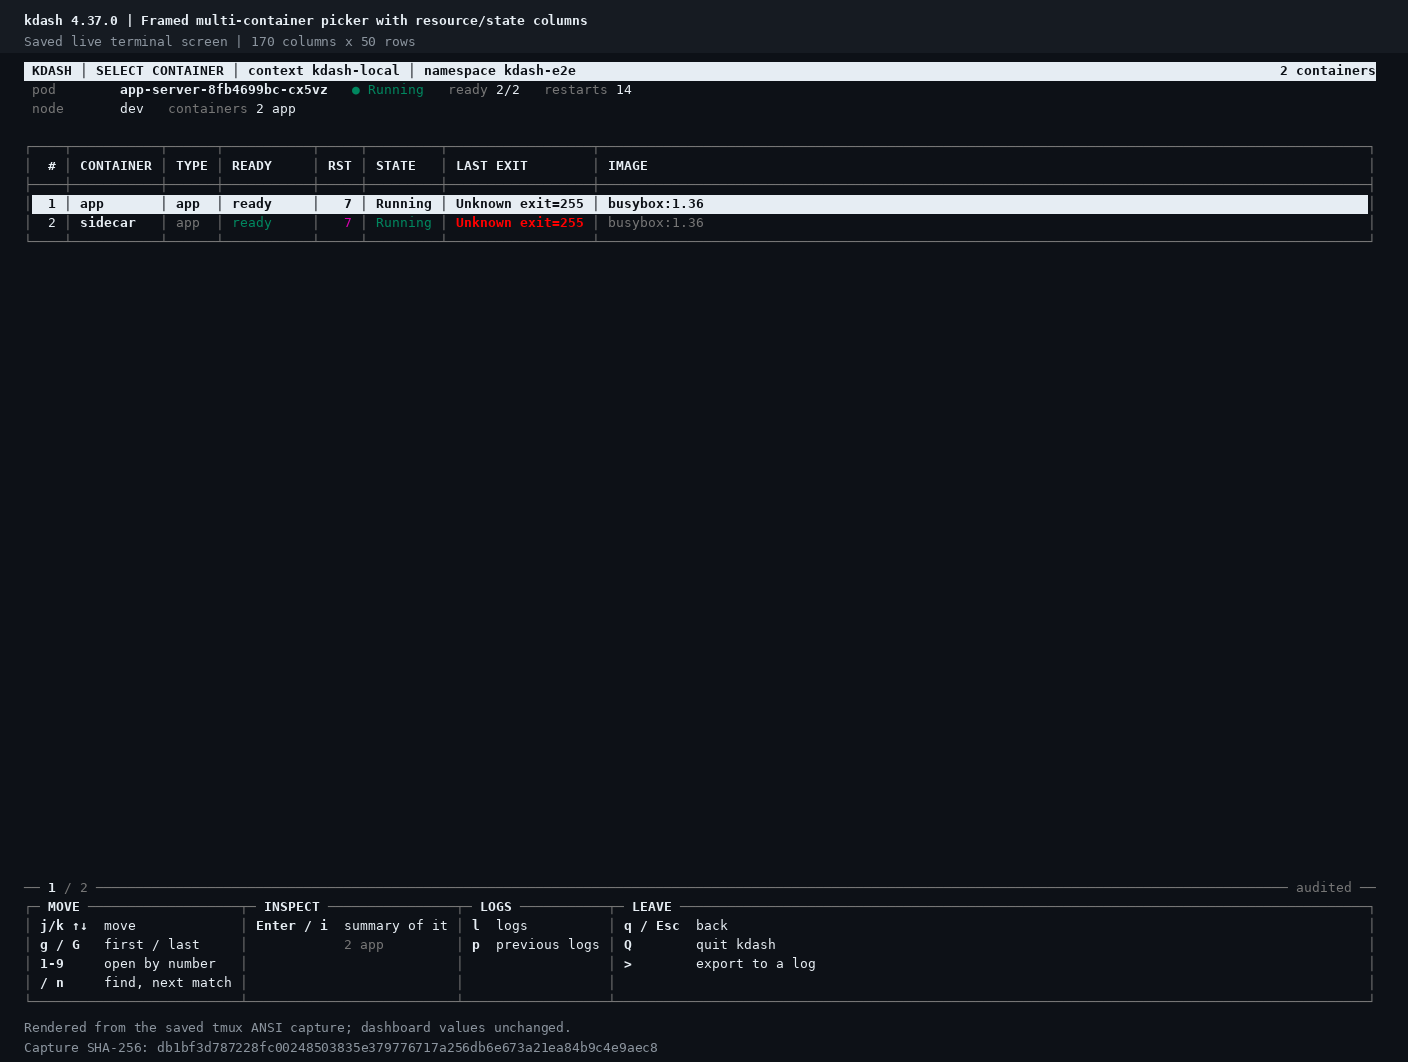 kdash 4.37.0 | Framed multi-container picker with resource/state columns
Saved live terminal screen | 170 columns x 50 rows
KDASH │ SELECT CONTAINER │ context kdash-local │ namespace kdash-e2e 2 containers
pod app-server-8fb4699bc-cx5vz ● Running ready 2/2 restarts 14
node dev containers 2 app
# │ CONTAINER │ TYPE │ READY │ RST │ STATE │ LAST EXIT │ IMAGE
1 │ app │ app │ ready │ 7 │ Running │ Unknown exit=255 │ busybox:1.36
2 │ sidecar │ app │ ready │ 7 │ Running │ Unknown exit=255 │ busybox:1.36
1 / 2 audited
MOVE INSPECT LOGS LEAVE
j/k ↑↓ move │ Enter / i summary of it │ l logs │ q / Esc back
g / G first / last │ 2 app │ p previous logs │ Q quit kdash
1-9 open by number │ │ │ > export to a log
/ n find, next match
Rendered from the saved tmux ANSI capture; dashboard values unchanged.
Capture SHA-256: db1bf3d787228fc00248503835e379776717a256db6e673a21ea84b9c4e9aec8